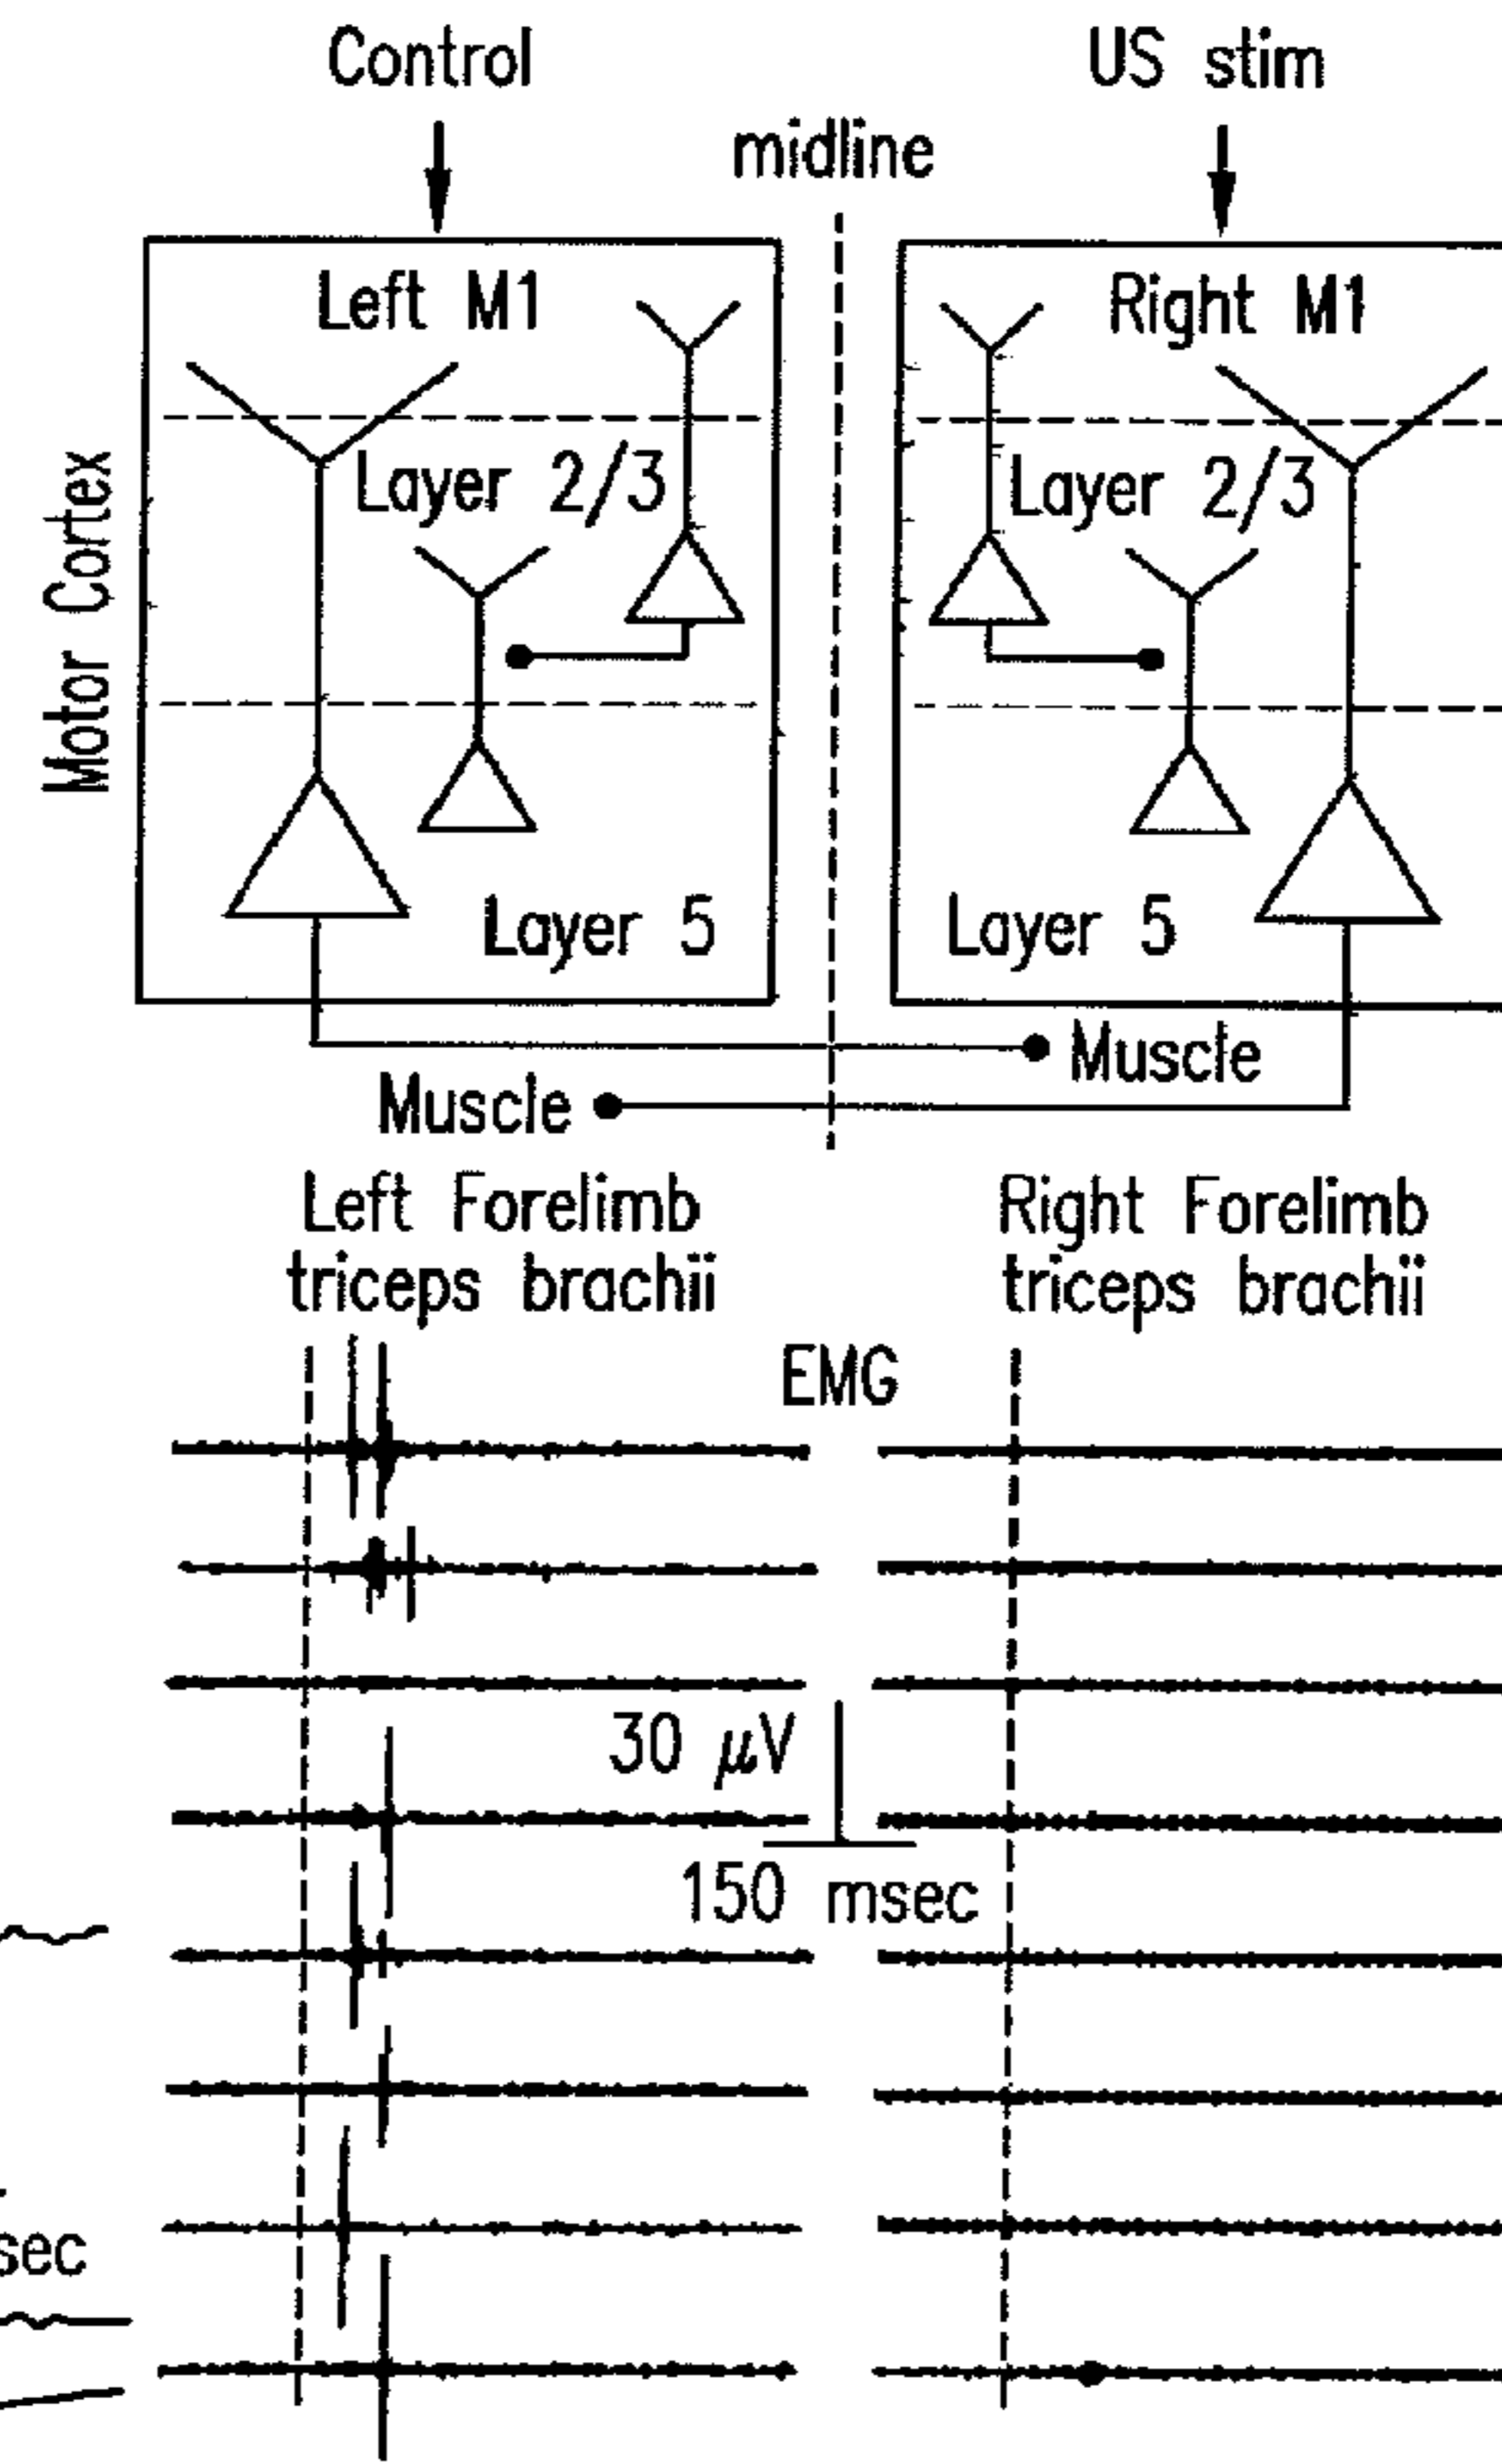 Control
US stim
midline
Left M1
Right M1
Motor Cortex
Layer 2/3
Layer 2/3
Layer 5
Layer 5
Muscle
Muscle
Left Forelimb
triceps brachii
Right Forelimb
triceps brachii
EMG
30 μV
150 msec
sec